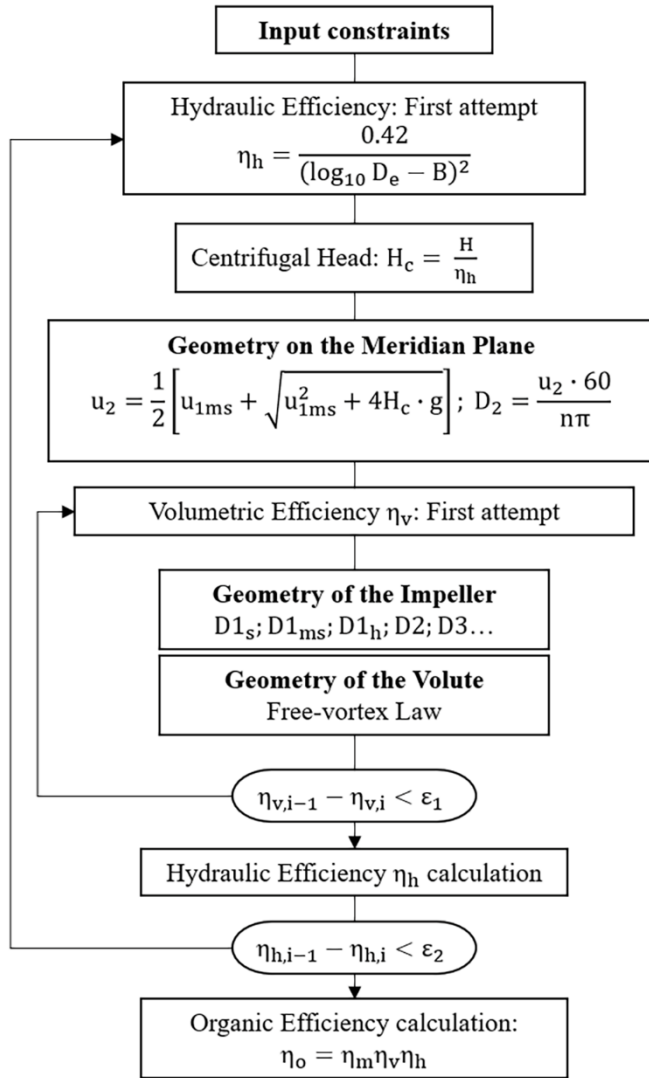 Input constraints
Hydraulic Efficiency: First attempt
η_h = 0.42 / (log₁₀ D_e − B)²
Centrifugal Head: H_c = H / η_h
Geometry on the Meridian Plane
u₂ = 1/2 [u_1ms + √(u²_1ms + 4H_c · g)] ; D₂ = u₂ · 60 / nπ
Volumetric Efficiency η_v: First attempt
Geometry of the Impeller
D1_s; D1_ms; D1_h; D2; D3…
Geometry of the Volute
Free-vortex Law
η_v,i−1 − η_v,i < ε₁
Hydraulic Efficiency η_h calculation
η_h,i−1 − η_h,i < ε₂
Organic Efficiency calculation:
η_o = η_mη_vη_h